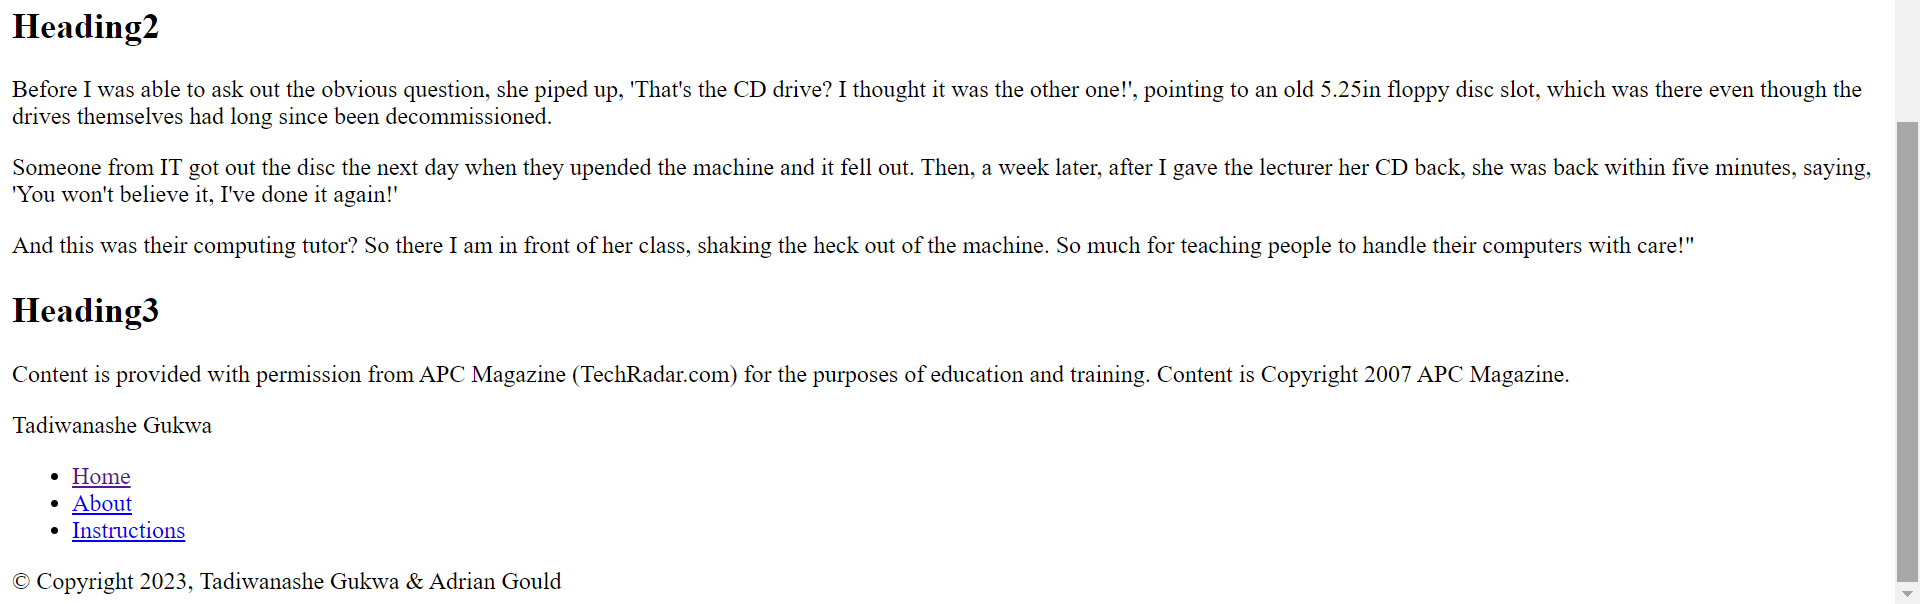 Heading2
Before I was able to ask out the obvious question, she piped up, 'That's the CD drive? I thought it was the other one!', pointing to an old 5.25in floppy disc slot, which was there even though the
drives themselves had long since been decommissioned.
Someone from IT got out the disc the next day when they upended the machine and it fell out. Then, a week later, after I gave the lecturer her CD back, she was back within five minutes, saying,
'You won't believe it, I've done it again!'
And this was their computing tutor? So there I am in front of her class, shaking the heck out of the machine. So much for teaching people to handle their computers with care!"
Heading3
Content is provided with permission from APC Magazine (TechRadar.com) for the purposes of education and training. Content is Copyright 2007 APC Magazine.
Tadiwanashe Gukwa
• Home
• About
• Instructions
© Copyright 2023, Tadiwanashe Gukwa & Adrian Gould